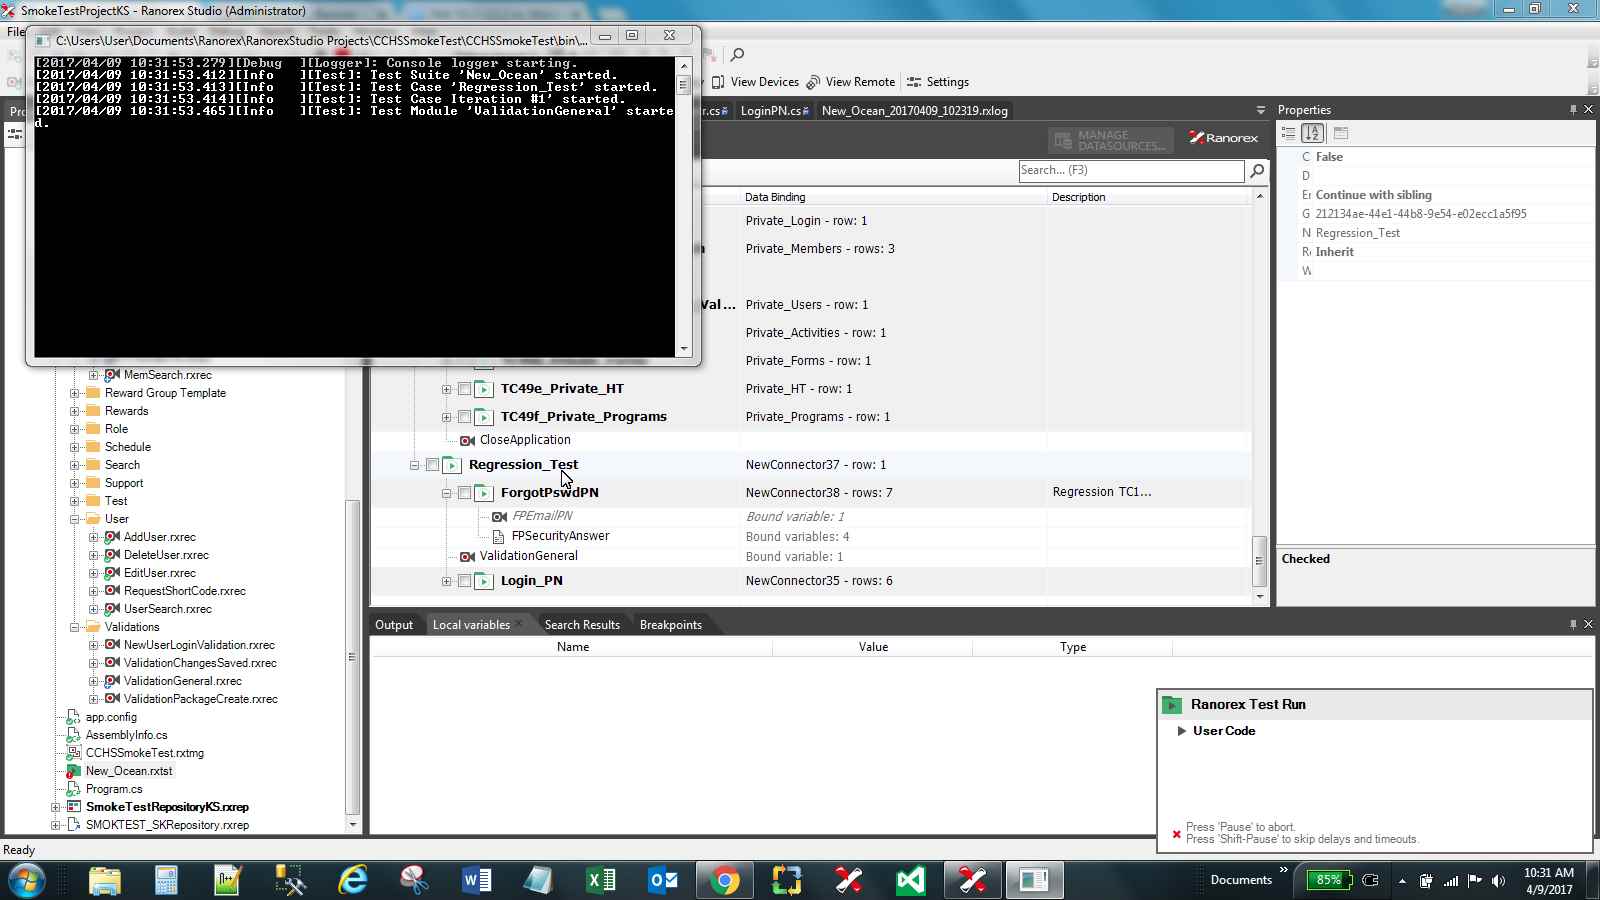 SmokeTestProjectKS - Ranorex Studio (Administrator)
File
C:\Users\User\Documents\Ranorex\RanorexStudio Projects\CCHSSmokeTest\CCHSSmokeTest\bin\...
[2017/04/09 10:31:53.279][Debug ][Logger]: Console logger starting.
[2017/04/09 10:31:53.412][Info ][Test]: Test Suite 'New_Ocean' started.
[2017/04/09 10:31:53.413][Info ][Test]: Test Case 'Regression_Test' started.
[2017/04/09 10:31:53.414][Info ][Test]: Test Case Iteration #1' started.
[2017/04/09 10:31:53.465][Info ][Test]: Test Module 'ValidationGeneral' starte
d.
View Devices
View Remote
Settings
Pro
r.cs
LoginPN.cs
New_Ocean_20170409_102319.rxlog
MANAGE
DATASOURCES...
Ranorex
Search... (F3)
Data Binding
Description
Private_Login - row: 1
Private_Members - rows: 3
Val...
Private_Users - row: 1
Private_Activities - row: 1
Private_Forms - row: 1
TC49e_Private_HT
Private_HT - row: 1
TC49f_Private_Programs
Private_Programs - row: 1
CloseApplication
Regression_Test
NewConnector37 - row: 1
ForgotPswdPN
NewConnector38 - rows: 7
Regression TC1...
FPEmailPN
Bound variable: 1
FPSecurityAnswer
Bound variables: 4
ValidationGeneral
Bound variable: 1
Login_PN
NewConnector35 - rows: 6
Properties
C False
D
Er Continue with sibling
G 212134ae-44e1-44b8-9e54-e02ecc1a5f95
N Regression_Test
Re Inherit
W
Checked
MemSearch.rxrec
Reward Group Template
Rewards
Role
Schedule
Search
Support
Test
User
AddUser.rxrec
DeleteUser.rxrec
EditUser.rxrec
RequestShortCode.rxrec
UserSearch.rxrec
Validations
NewUserLoginValidation.rxrec
ValidationChangesSaved.rxrec
ValidationGeneral.rxrec
ValidationPackageCreate.rxrec
app.config
AssemblyInfo.cs
CCHSSmokeTest.rxtmg
New_Ocean.rxtst
Program.cs
SmokeTestRepositoryKS.rxrep
SMOKTEST_SKRepository.rxrep
Output
Local variables
Search Results
Breakpoints
Name
Value
Type
Ranorex Test Run
User Code
Press 'Pause' to abort.
Press 'Shift-Pause' to skip delays and timeouts.
Ready
Documents
85%
10:31 AM
4/9/2017